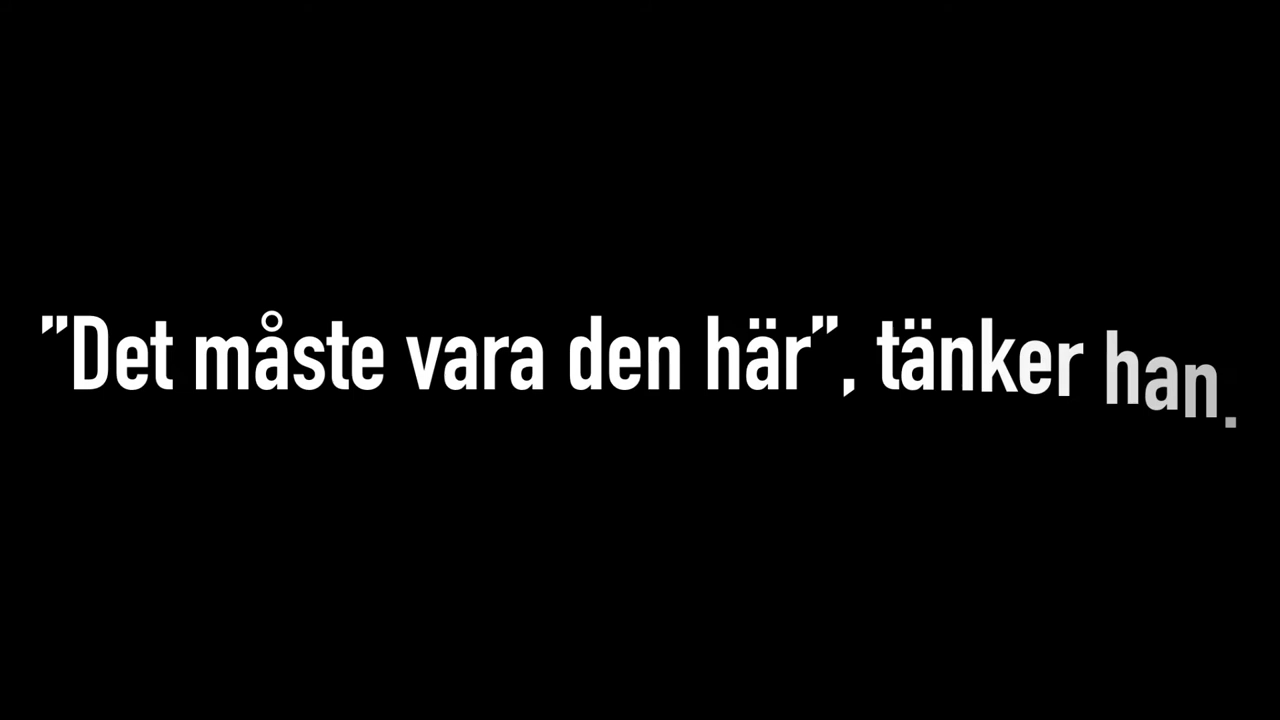 ”Det måste vara den här”, tänker han.